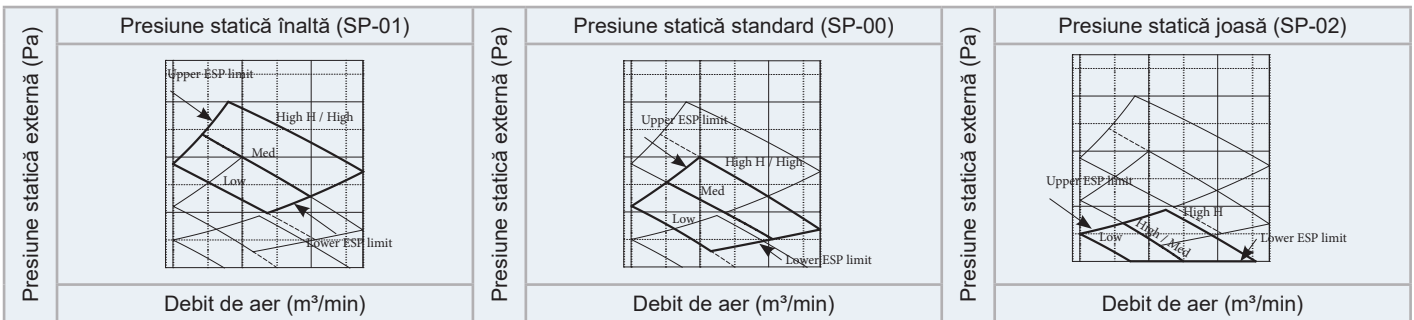 Presiune statică înaltă (SP-01)
Presiune statică standard (SP-00)
Presiune statică joasă (SP-02)
Presiune statică externă (Pa)
Upper ESP limit
High H / High
Med
Low
Lower ESP limit
Presiune statică externă (Pa)
Upper ESP limit
High H / High
Med
Low
Lower ESP limit
Presiune statică externă (Pa)
Upper ESP limit
High H
High / Med
Low
Lower ESP limit
Debit de aer (m³/min)
Debit de aer (m³/min)
Debit de aer (m³/min)